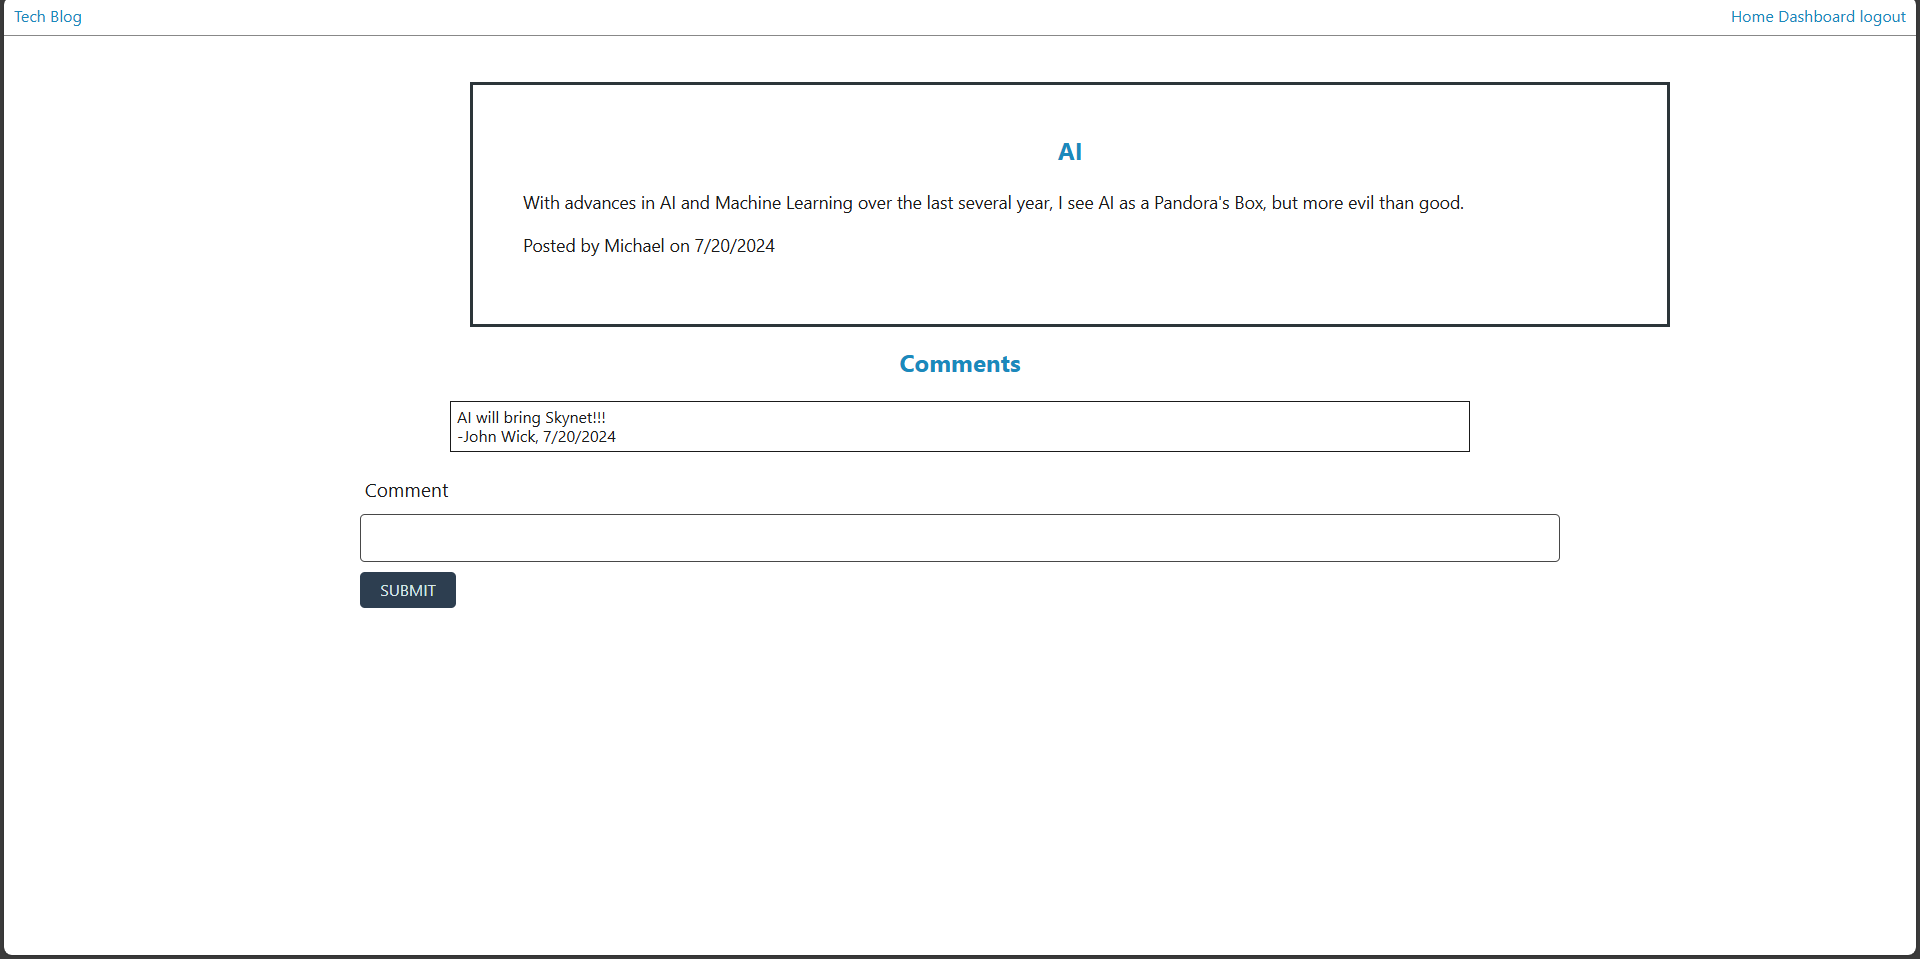 Tech Blog
Home Dashboard logout
AI
With advances in AI and Machine Learning over the last several year, I see AI as a Pandora's Box, but more evil than good.
Posted by Michael on 7/20/2024
Comments
AI will bring Skynet!!!
-John Wick, 7/20/2024
Comment
SUBMIT